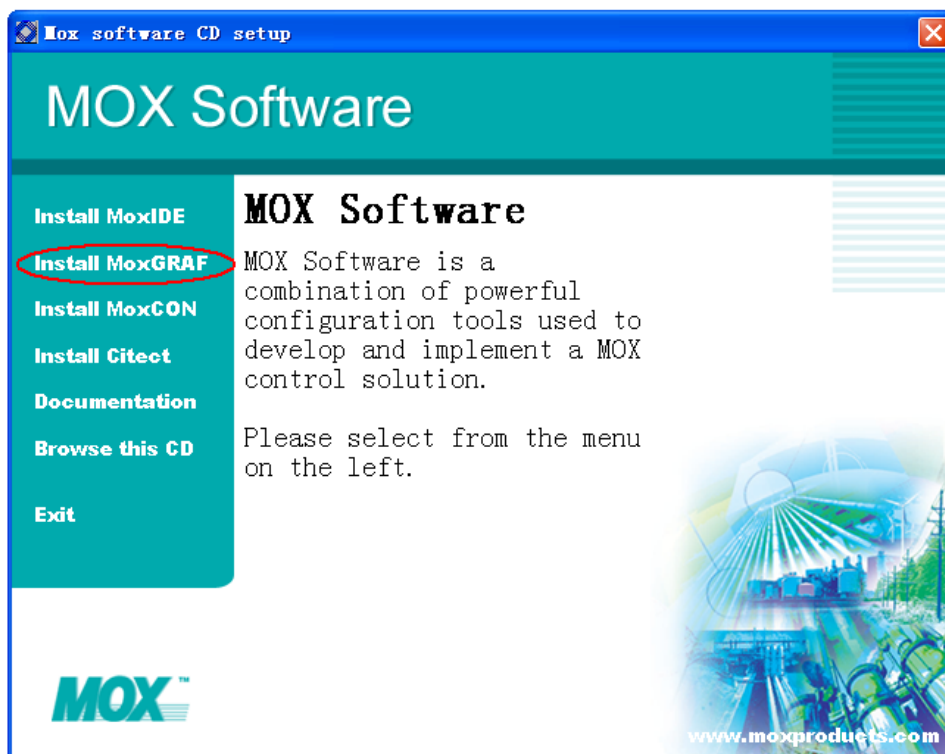 Mox software CD setup
MOX Software
Install MoxIDE
Install MoxGRAF
Install MoxCON
Install Citect
Documentation
Browse this CD
Exit
MOX Software
MOX Software is a
combination of powerful
configuration tools used to
develop and implement a MOX
control solution.
Please select from the menu
on the left.
MOX™
www.moxproducts.com